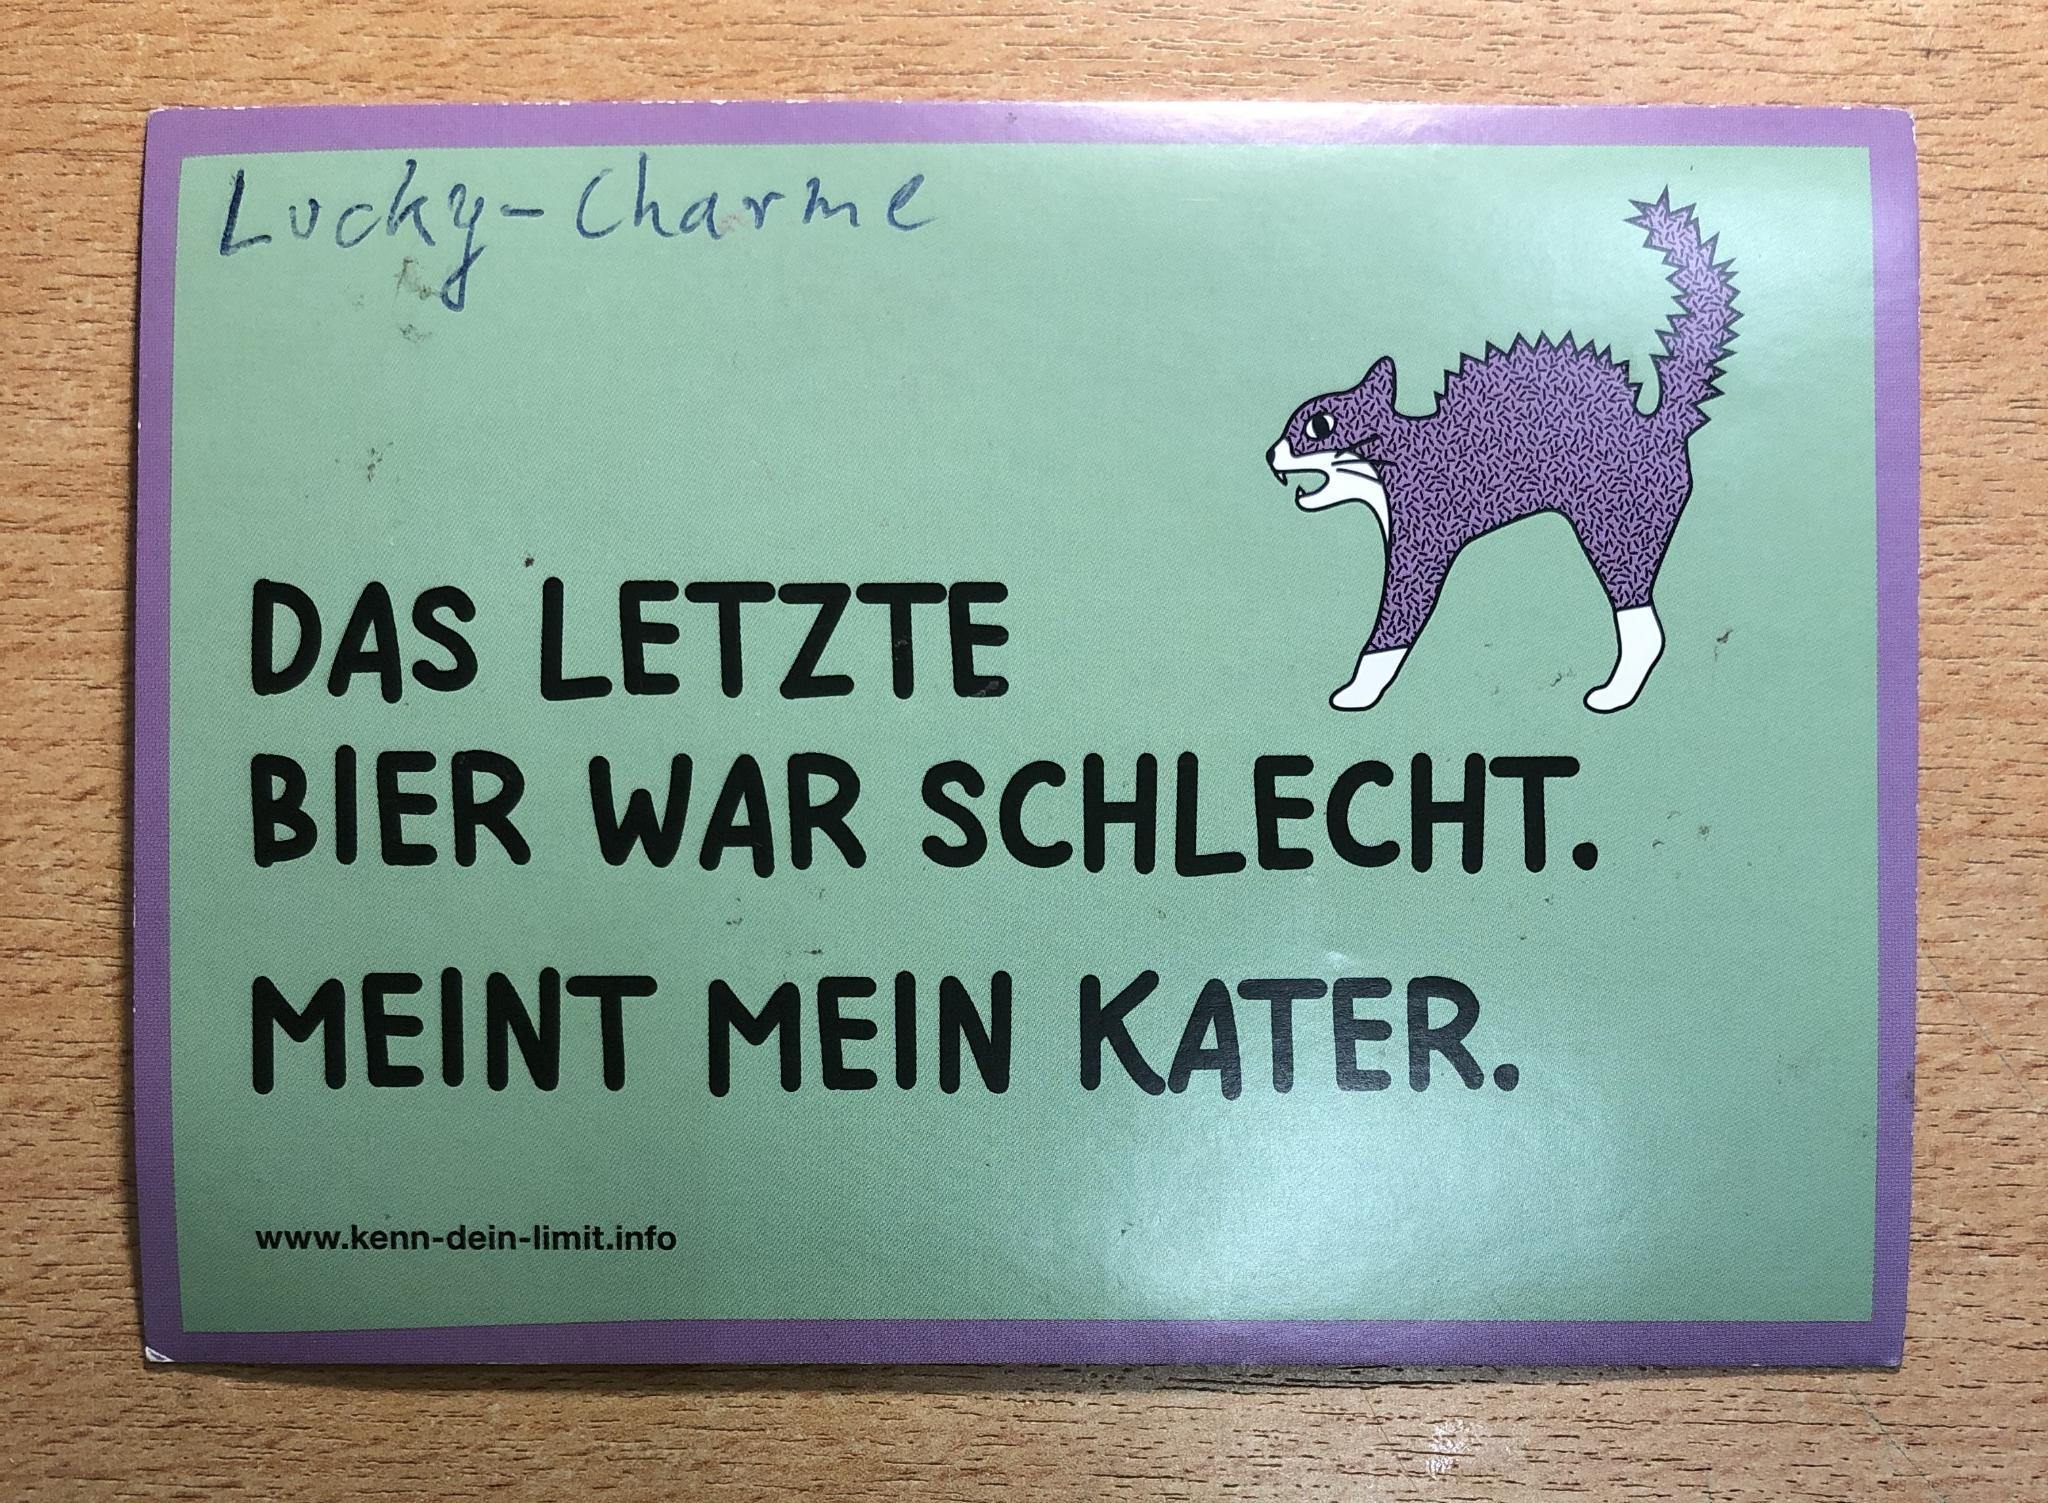 Lucky-Charme
DAS LETZTE
BIER WAR SCHLECHT.
MEINT MEIN KATER.
www.kenn-dein-limit.info